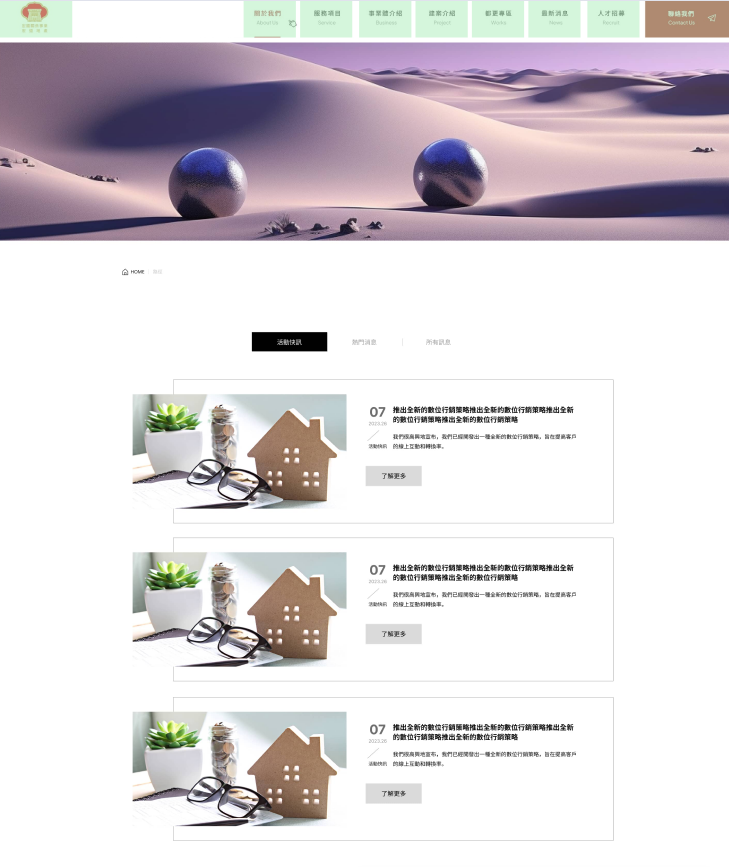 關於我們
About Us
服務項目
Service
事業體介紹
Business
建案介紹
Project
都更專區
Works
最新消息
News
人才招募
Recruit
聯絡我們
Contact Us
HOME
活動快訊
熱門消息
所有訊息
07
2023.26
活動快訊
推出全新的數位行銷策略推出全新的數位行銷策略推出全新
的數位行銷策略推出全新的數位行銷策略
我們很高興地宣布，我們已經開發出一種全新的數位行銷策略，旨在提高客戶
的線上互動和轉換率。
了解更多
07
2023.26
活動快訊
推出全新的數位行銷策略推出全新的數位行銷策略推出全新
的數位行銷策略推出全新的數位行銷策略
我們很高興地宣布，我們已經開發出一種全新的數位行銷策略，旨在提高客戶
的線上互動和轉換率。
了解更多
07
2023.26
活動快訊
推出全新的數位行銷策略推出全新的數位行銷策略推出全新
的數位行銷策略推出全新的數位行銷策略
我們很高興地宣布，我們已經開發出一種全新的數位行銷策略，旨在提高客戶
的線上互動和轉換率。
了解更多